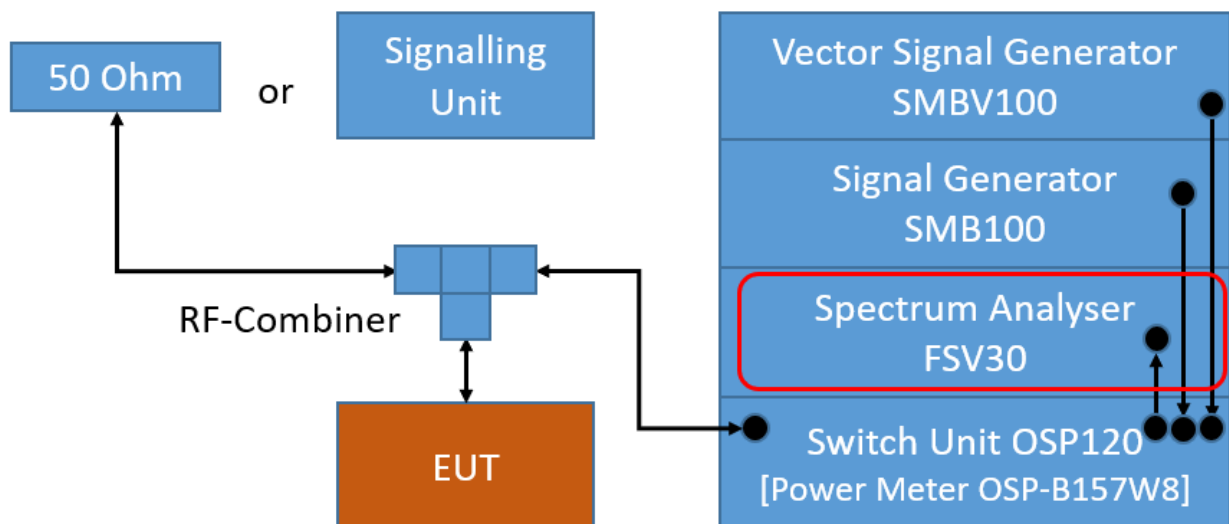 50 Ohm
or
Signalling
Unit
RF-Combiner
EUT
Vector Signal Generator
SMBV100
Signal Generator
SMB100
Spectrum Analyser
FSV30
Switch Unit OSP120
[Power Meter OSP-B157W8]